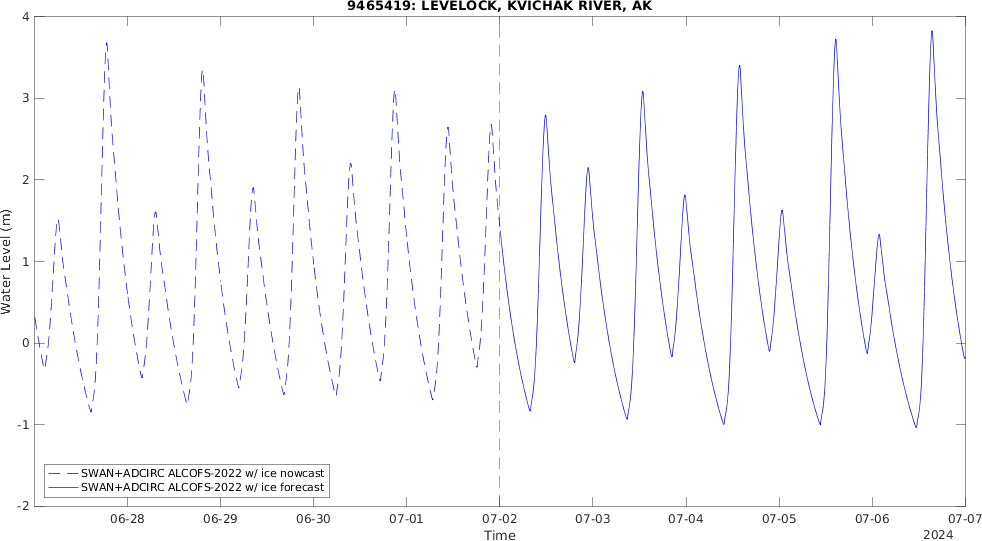 9465419: LEVELOCK, KVICHAK RIVER, AK
4
3
2
1
0
-1
-2
Water Level (m)
SWAN+ADCIRC ALCOFS-2022 w/ ice nowcast
SWAN+ADCIRC ALCOFS-2022 w/ ice forecast
06-28 06-29 06-30 07-01 07-02 07-03 07-04 07-05 07-06 07-07
Time
2024